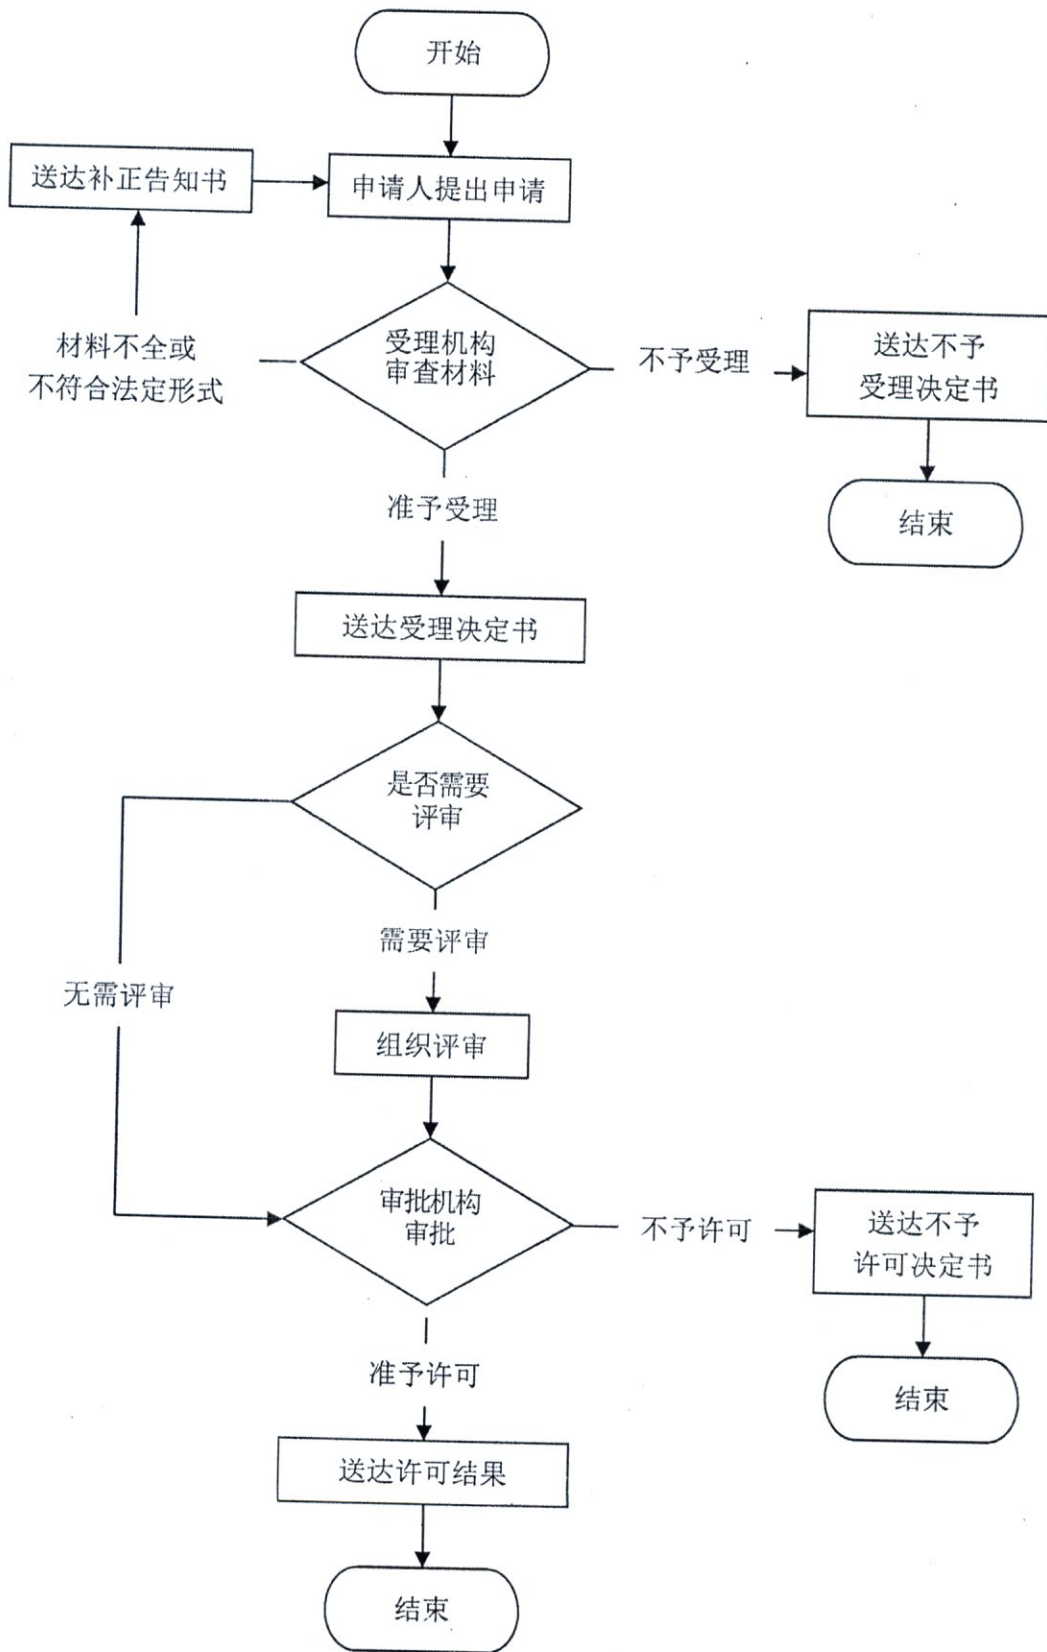 开始
送达补正告知书
申请人提出申请
材料不全或
不符合法定形式
受理机构
审查材料
不予受理
送达不予
受理决定书
结束
准予受理
送达受理决定书
是否需要
评审
需要评审
无需评审
组织评审
审批机构
审批
不予许可
送达不予
许可决定书
结束
准予许可
送达许可结果
结束